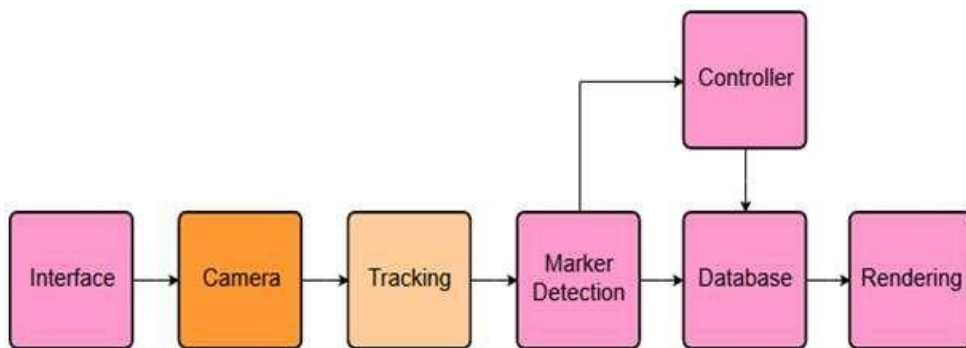 Controller
Interface
Camera
Tracking
Marker
Detection
Database
Rendering